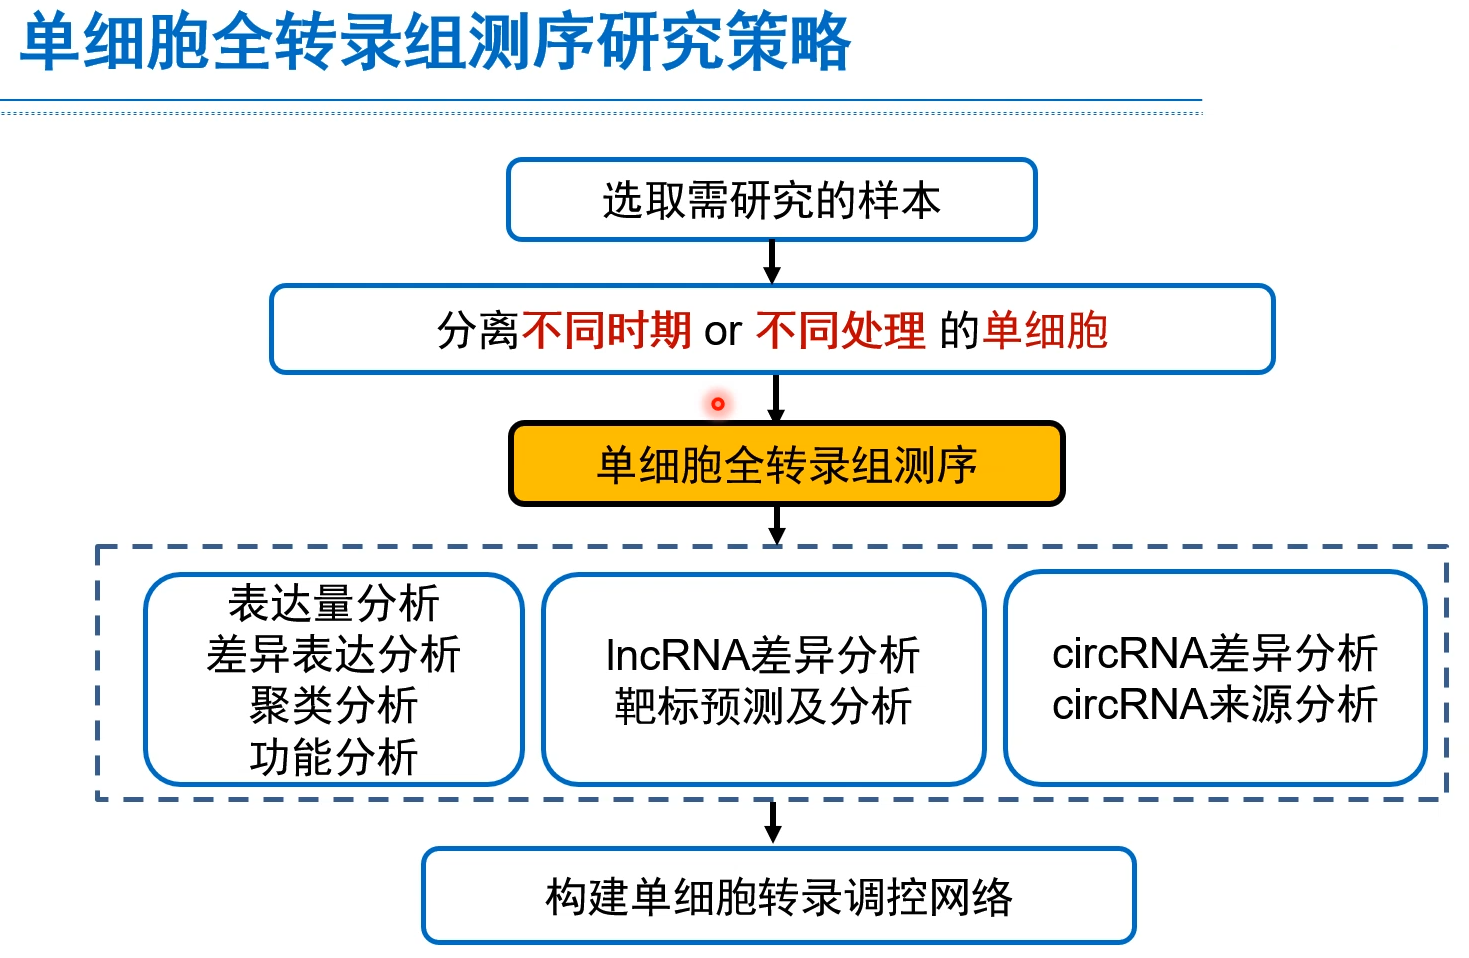 单细胞全转录组测序研究策略
选取需研究的样本
分离不同时期 or 不同处理 的单细胞
单细胞全转录组测序
表达量分析
差异表达分析
聚类分析
功能分析
lncRNA差异分析
靶标预测及分析
circRNA差异分析
circRNA来源分析
构建单细胞转录调控网络